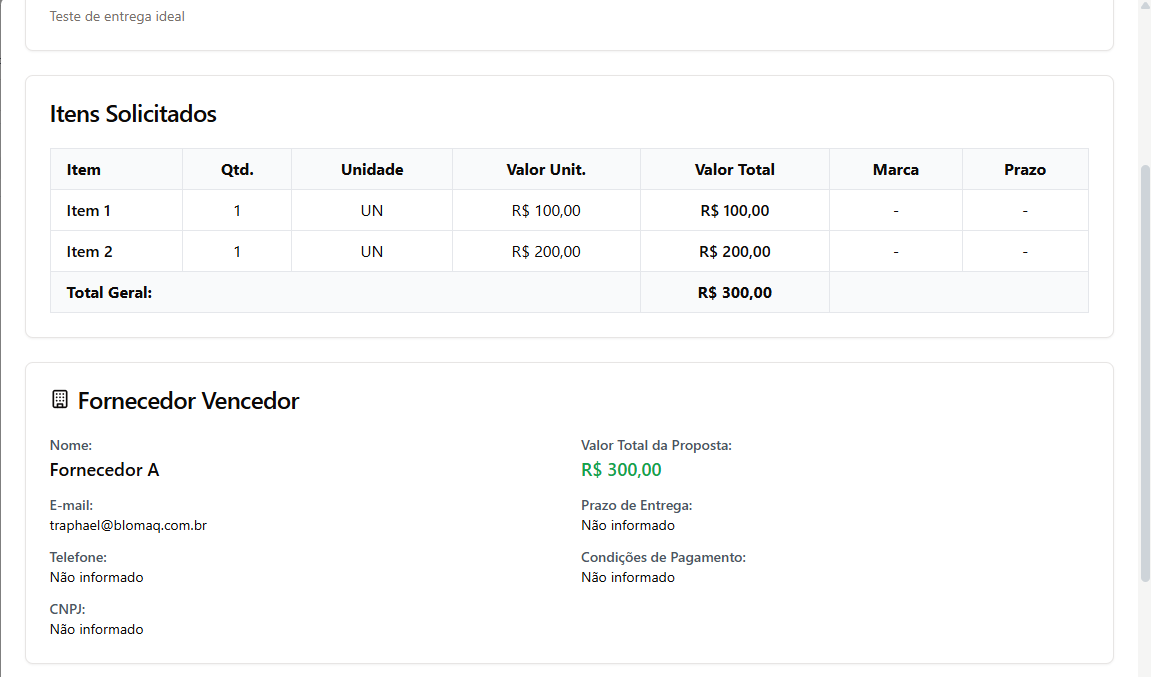 Teste de entrega ideal
Itens Solicitados
Item Qtd. Unidade Valor Unit. Valor Total Marca Prazo
Item 1 1 UN R$ 100,00 R$ 100,00 - -
Item 2 1 UN R$ 200,00 R$ 200,00 - -
Total Geral: R$ 300,00
Fornecedor Vencedor
Nome:
Fornecedor A
E-mail:
traphael@blomaq.com.br
Telefone:
Não informado
CNPJ:
Não informado
Valor Total da Proposta:
R$ 300,00
Prazo de Entrega:
Não informado
Condições de Pagamento:
Não informado